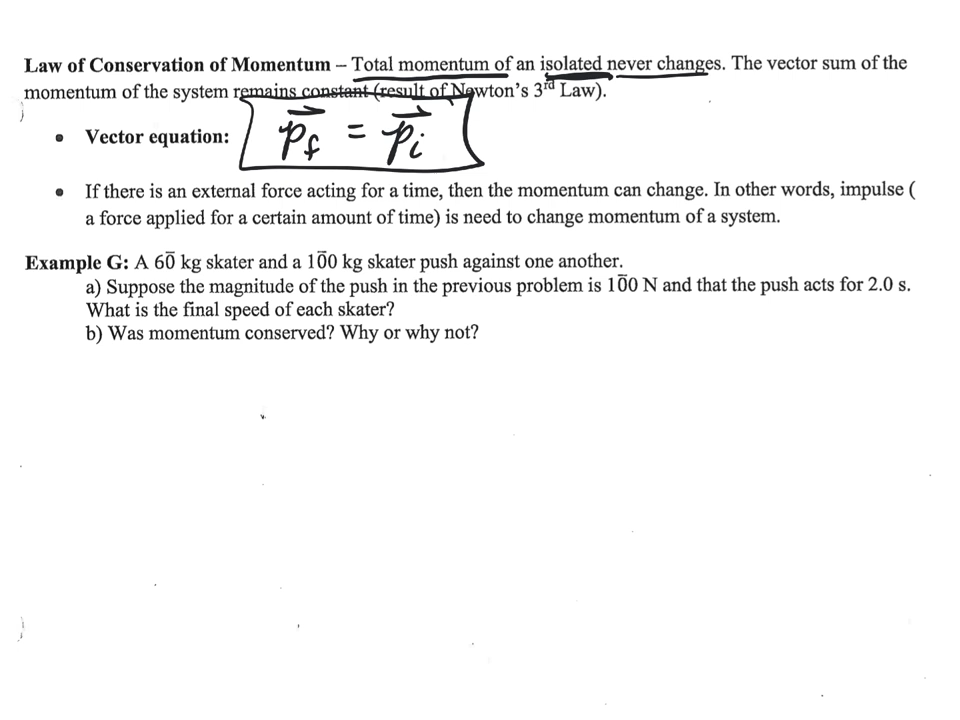 Law of Conservation of Momentum – Total momentum of an isolated never changes. The vector sum of the
momentum of the system remains constant (result of Newton's 3rd Law).
• Vector equation: p⃗f = p⃗i
• If there is an external force acting for a time, then the momentum can change. In other words, impulse (
a force applied for a certain amount of time) is need to change momentum of a system.
Example G: A 60̅ kg skater and a 10̅0 kg skater push against one another.
a) Suppose the magnitude of the push in the previous problem is 10̅0 N and that the push acts for 2.0 s.
What is the final speed of each skater?
b) Was momentum conserved? Why or why not?